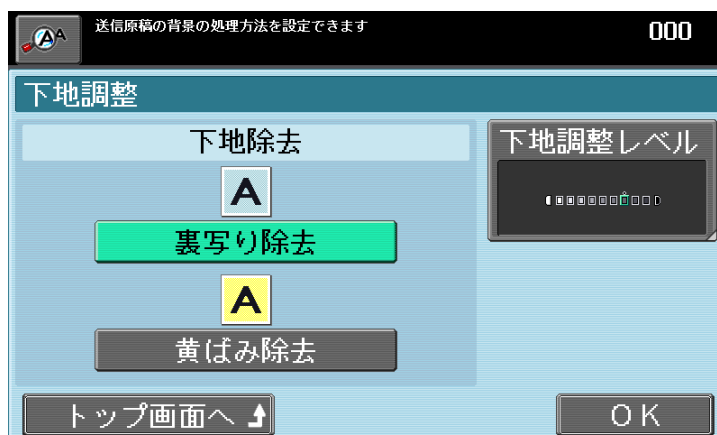 送信原稿の背景の処理方法を設定できます
000
下地調整
下地除去
下地調整レベル
A
裏写り除去
A
黄ばみ除去
トップ画面へ
OK